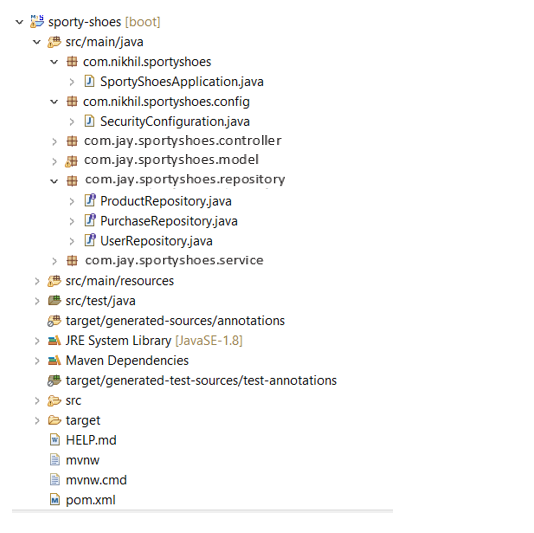 sporty-shoes [boot]
src/main/java
com.nikhil.sportyshoes
SportyShoesApplication.java
com.nikhil.sportyshoes.config
SecurityConfiguration.java
com.jay.sportyshoes.controller
com.jay.sportyshoes.model
com.jay.sportyshoes.repository
ProductRepository.java
PurchaseRepository.java
UserRepository.java
com.jay.sportyshoes.service
src/main/resources
src/test/java
target/generated-sources/annotations
JRE System Library [JavaSE-1.8]
Maven Dependencies
target/generated-test-sources/test-annotations
src
target
HELP.md
mvnw
mvnw.cmd
pom.xml